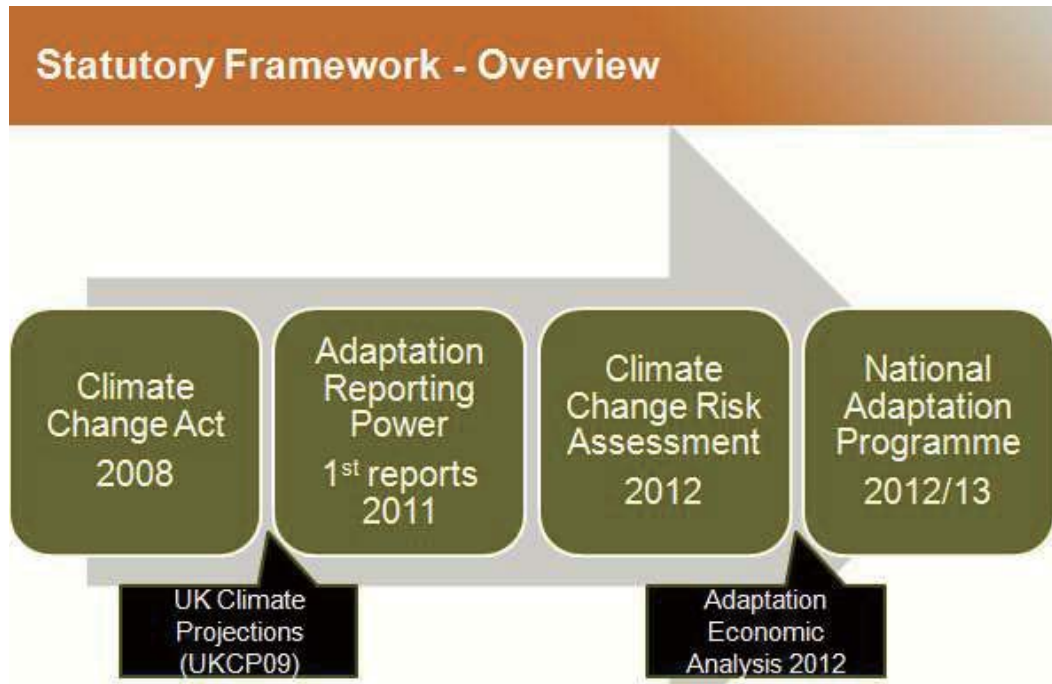 Statutory Framework - Overview
Climate
Change Act
2008
Adaptation
Reporting
Power
1st reports
2011
Climate
Change Risk
Assessment
2012
National
Adaptation
Programme
2012/13
UK Climate
Projections
(UKCP09)
Adaptation
Economic
Analysis 2012